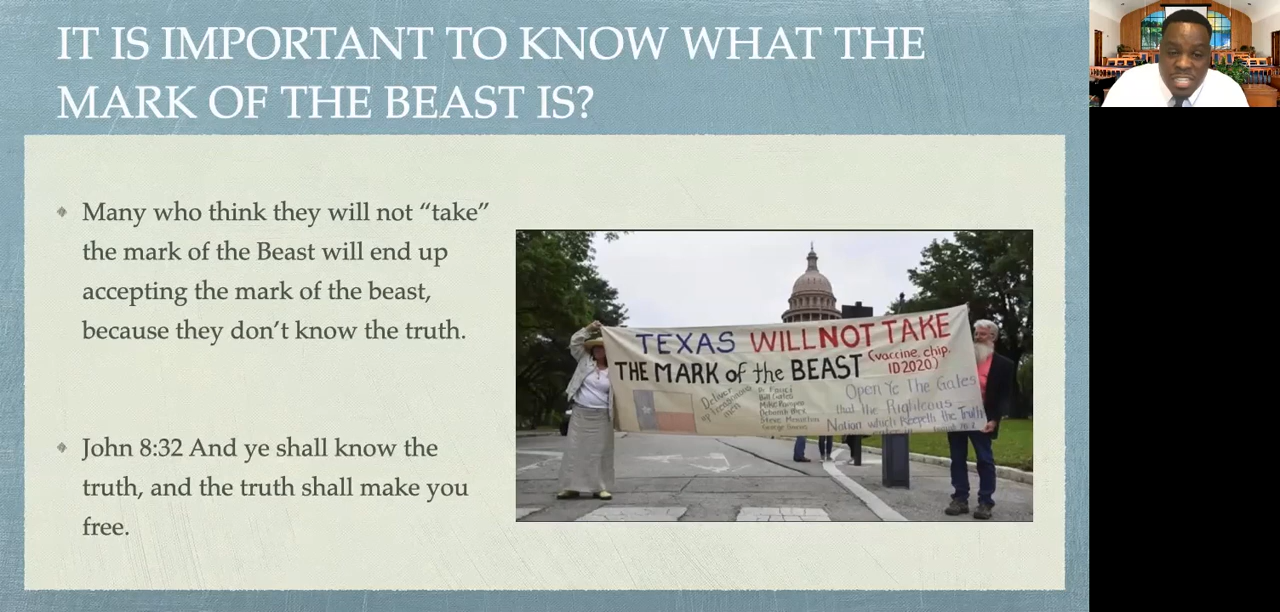 IT IS IMPORTANT TO KNOW WHAT THE
MARK OF THE BEAST IS?
Many who think they will not “take”
the mark of the Beast will end up
accepting the mark of the beast,
because they don’t know the truth.
John 8:32 And ye shall know the
truth, and the truth shall make you
free.
TEXAS WILL NOT TAKE
THE MARK of the BEAST (vaccine, chip,
ID2020)
Deliver
men
Bill Gates
Open Ye The Gates
that the Righteous
Nation which Keepeth the Truth